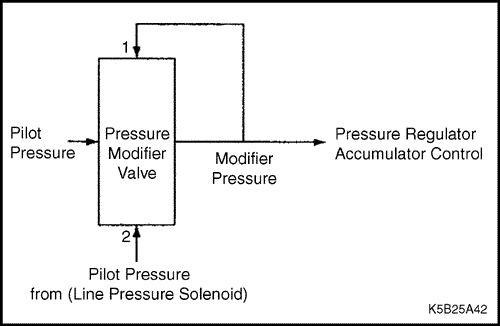 1
Pilot
Pressure
Pressure
Modifier
Valve
Modifier
Pressure
Pressure Regulator
Accumulator Control
2
Pilot Pressure
from (Line Pressure Solenoid)
K5B25A42